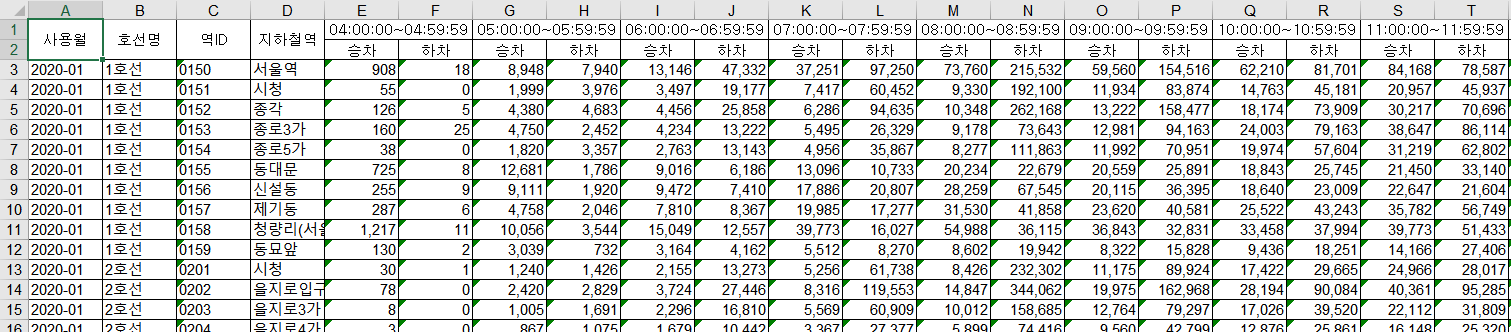 A B C D E F G H I J K L M N O P Q R S T
1 사용월 호선명 역ID 지하철역 04:00:00~04:59:59 05:00:00~05:59:59 06:00:00~06:59:59 07:00:00~07:59:59 08:00:00~08:59:59 09:00:00~09:59:59 10:00:00~10:59:59 11:00:00~11:59:59
2 승차 하차 승차 하차 승차 하차 승차 하차 승차 하차 승차 하차 승차 하차 승차 하차
3 2020-01 1호선 0150 서울역 908 18 8,948 7,940 13,146 47,332 37,251 97,250 73,760 215,532 59,560 154,516 62,210 81,701 84,168 78,587
4 2020-01 1호선 0151 시청 55 0 1,999 3,976 3,497 19,177 7,417 60,452 9,330 192,100 11,934 83,874 14,763 45,181 20,957 45,937
5 2020-01 1호선 0152 종각 126 5 4,380 4,683 4,456 25,858 6,286 94,635 10,348 262,168 13,222 158,477 18,174 73,909 30,217 70,696
6 2020-01 1호선 0153 종로3가 160 25 4,750 2,452 4,234 13,222 5,495 26,329 9,178 73,643 12,981 94,163 24,003 79,163 38,647 86,114
7 2020-01 1호선 0154 종로5가 38 0 1,820 3,357 2,763 13,143 4,956 35,867 8,277 111,863 11,992 70,951 19,974 57,604 31,219 62,802
8 2020-01 1호선 0155 동대문 725 8 12,681 1,786 9,016 6,186 13,096 10,733 20,234 22,679 20,559 25,891 18,843 25,745 21,450 33,140
9 2020-01 1호선 0156 신설동 255 9 9,111 1,920 9,472 7,410 17,886 20,807 28,259 67,545 20,115 36,395 18,640 23,009 22,647 21,604
10 2020-01 1호선 0157 제기동 287 6 4,758 2,046 7,810 8,367 19,985 17,277 31,530 41,858 23,620 40,581 25,522 43,243 35,782 56,749
11 2020-01 1호선 0158 청량리(서울 1,217 11 10,056 3,544 15,049 12,557 39,773 16,027 54,988 36,115 36,843 32,831 33,458 37,994 39,773 51,433
12 2020-01 1호선 0159 동묘앞 130 2 3,039 732 3,164 4,162 5,512 8,270 8,602 19,942 8,322 15,828 9,436 18,251 14,166 27,406
13 2020-01 2호선 0201 시청 30 1 1,240 1,426 2,155 13,273 5,256 61,738 8,426 232,302 11,175 89,924 17,422 29,665 24,966 28,017
14 2020-01 2호선 0202 을지로입구 78 0 2,420 2,829 3,724 27,446 8,316 119,553 14,847 344,062 19,975 162,968 28,194 90,084 40,361 95,285
15 2020-01 2호선 0203 을지로3가 8 0 1,005 1,691 2,296 16,810 5,569 60,909 10,012 158,685 12,764 79,297 17,026 39,520 22,112 31,800
16 2020-01 2호선 0204 을지로4가 3 0 867 1,075 1,679 10,442 3,367 27,377 5,899 74,416 9,560 42,799 12,876 25,861 16,148 25,320